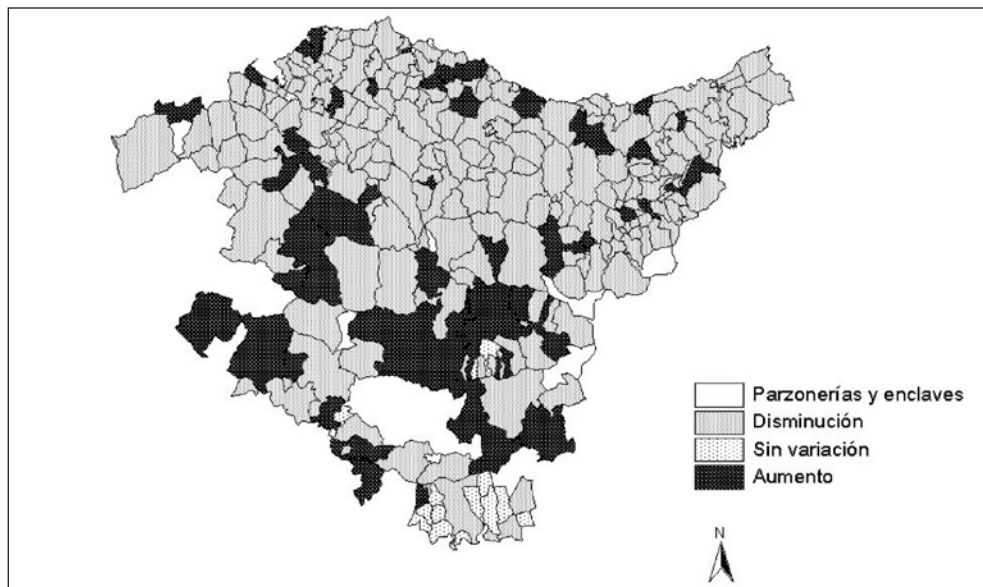 Parzonerías y enclaves
Disminución
Sin variación
Aumento
N